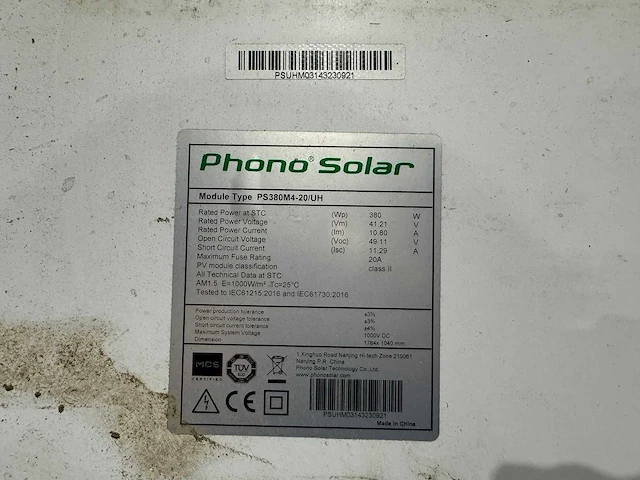 PSUHM03143230921
Phono® Solar
Module Type PS380M4-20/UH
Rated Power at STC (Wp) 380 W
Rated Power Voltage (Vm) 41.21 V
Rated Power Current (Im) 10.80 A
Open Circuit Voltage (Voc) 49.11 V
Short Circuit Current (Isc) 11.29 A
Maximum Fuse Rating 20A
PV module classification class II
All Technical Data at STC
AM1.5 E=1000W/m² Tc=25°C
Tested to IEC61215:2016 and IEC61730:2016
Power production tolerance ±3%
Open circuit voltage tolerance ±3%
Short circuit current tolerance ±4%
Maximum System Voltage 1000V DC
Dimension 1764x 1040 mm
1 Xinghuo Road Nanjing Hi-tech Zone 210061
Nanjing P.R. China
Phono Solar Technology Co.,Ltd.
www.phonosolar.com
MCS
CERTIFIED
TÜV
CE
PSUHM03143230921
Made in China